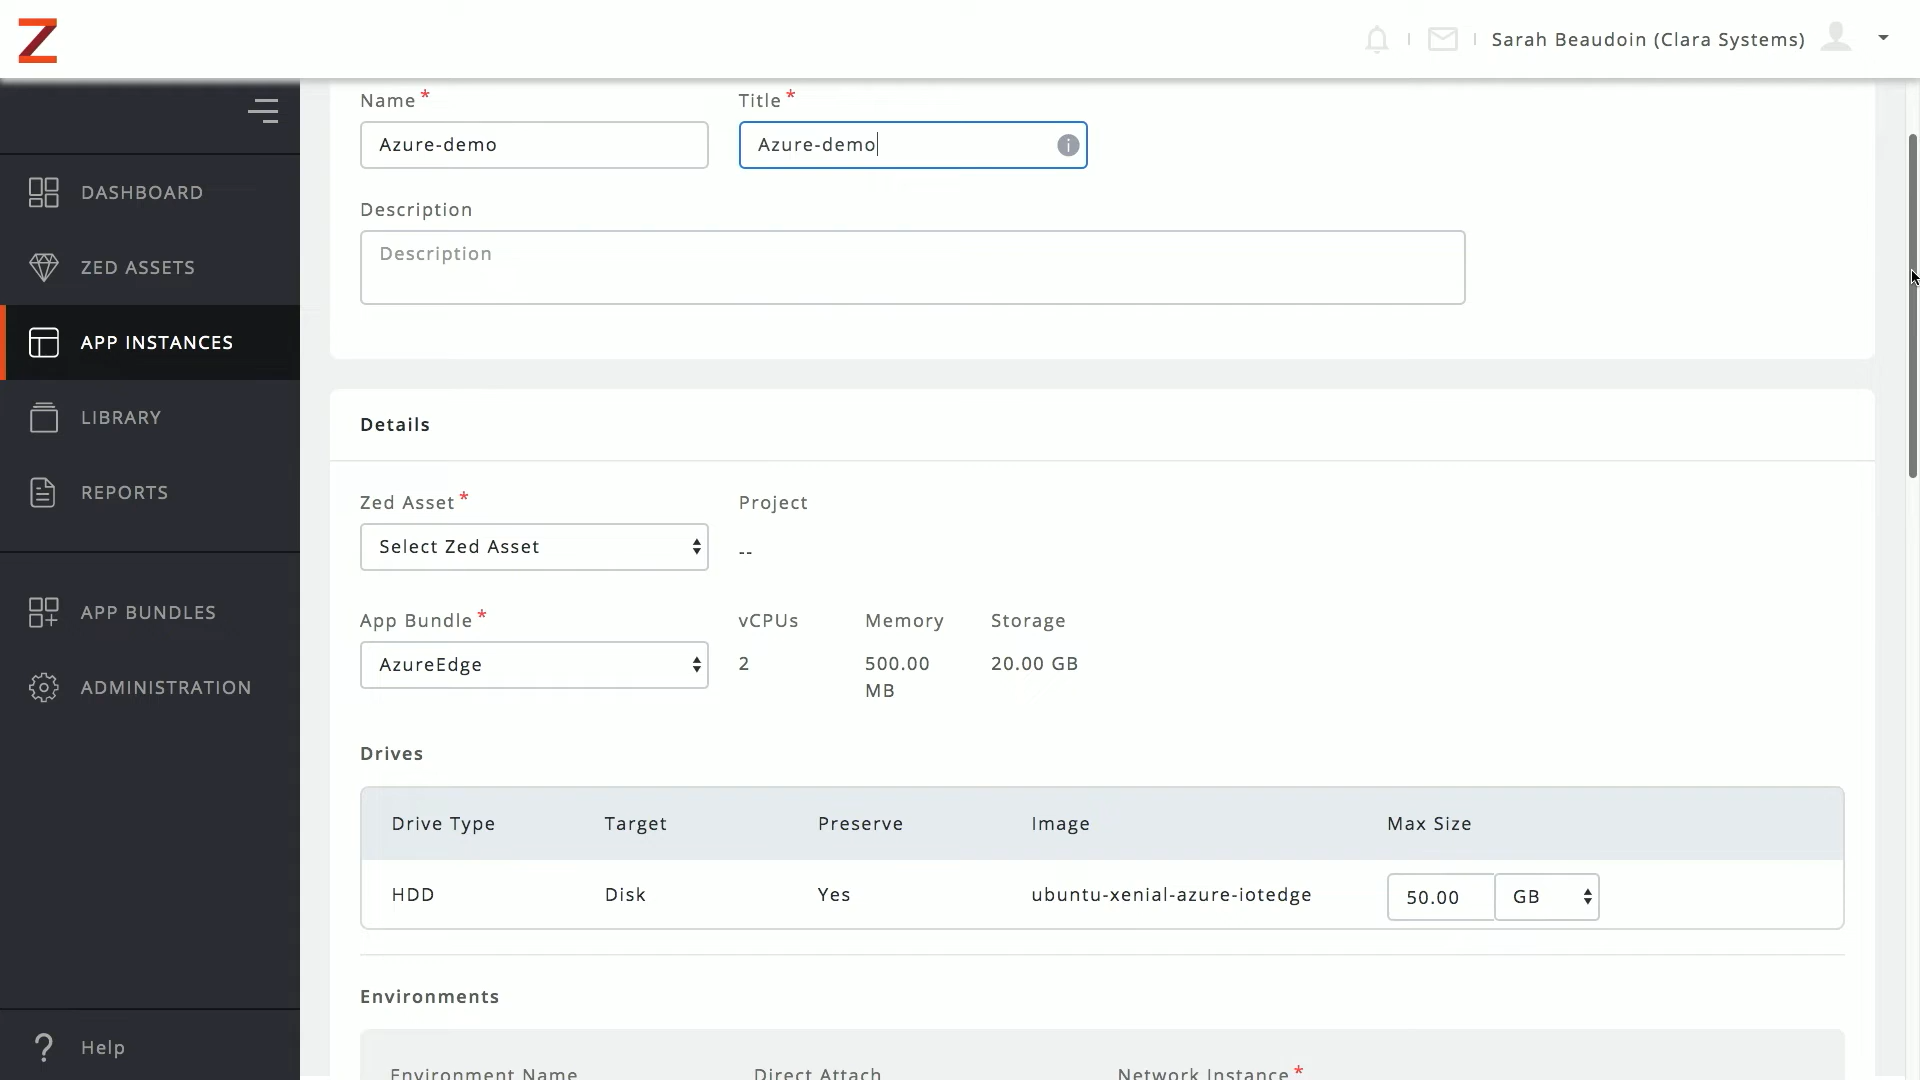 Z
Sarah Beaudoin (Clara Systems)
DASHBOARD
ZED ASSETS
APP INSTANCES
LIBRARY
REPORTS
APP BUNDLES
ADMINISTRATION
Help
Name * Title *
Azure-demo Azure-demo
Description
Description
Details
Zed Asset * Project
Select Zed Asset --
App Bundle * vCPUs Memory Storage
AzureEdge 2 500.00 20.00 GB
MB
Drives
Drive Type Target Preserve Image Max Size
HDD Disk Yes ubuntu-xenial-azure-iotedge 50.00 GB
Environments
Environment Name Direct Attach Network Instance *